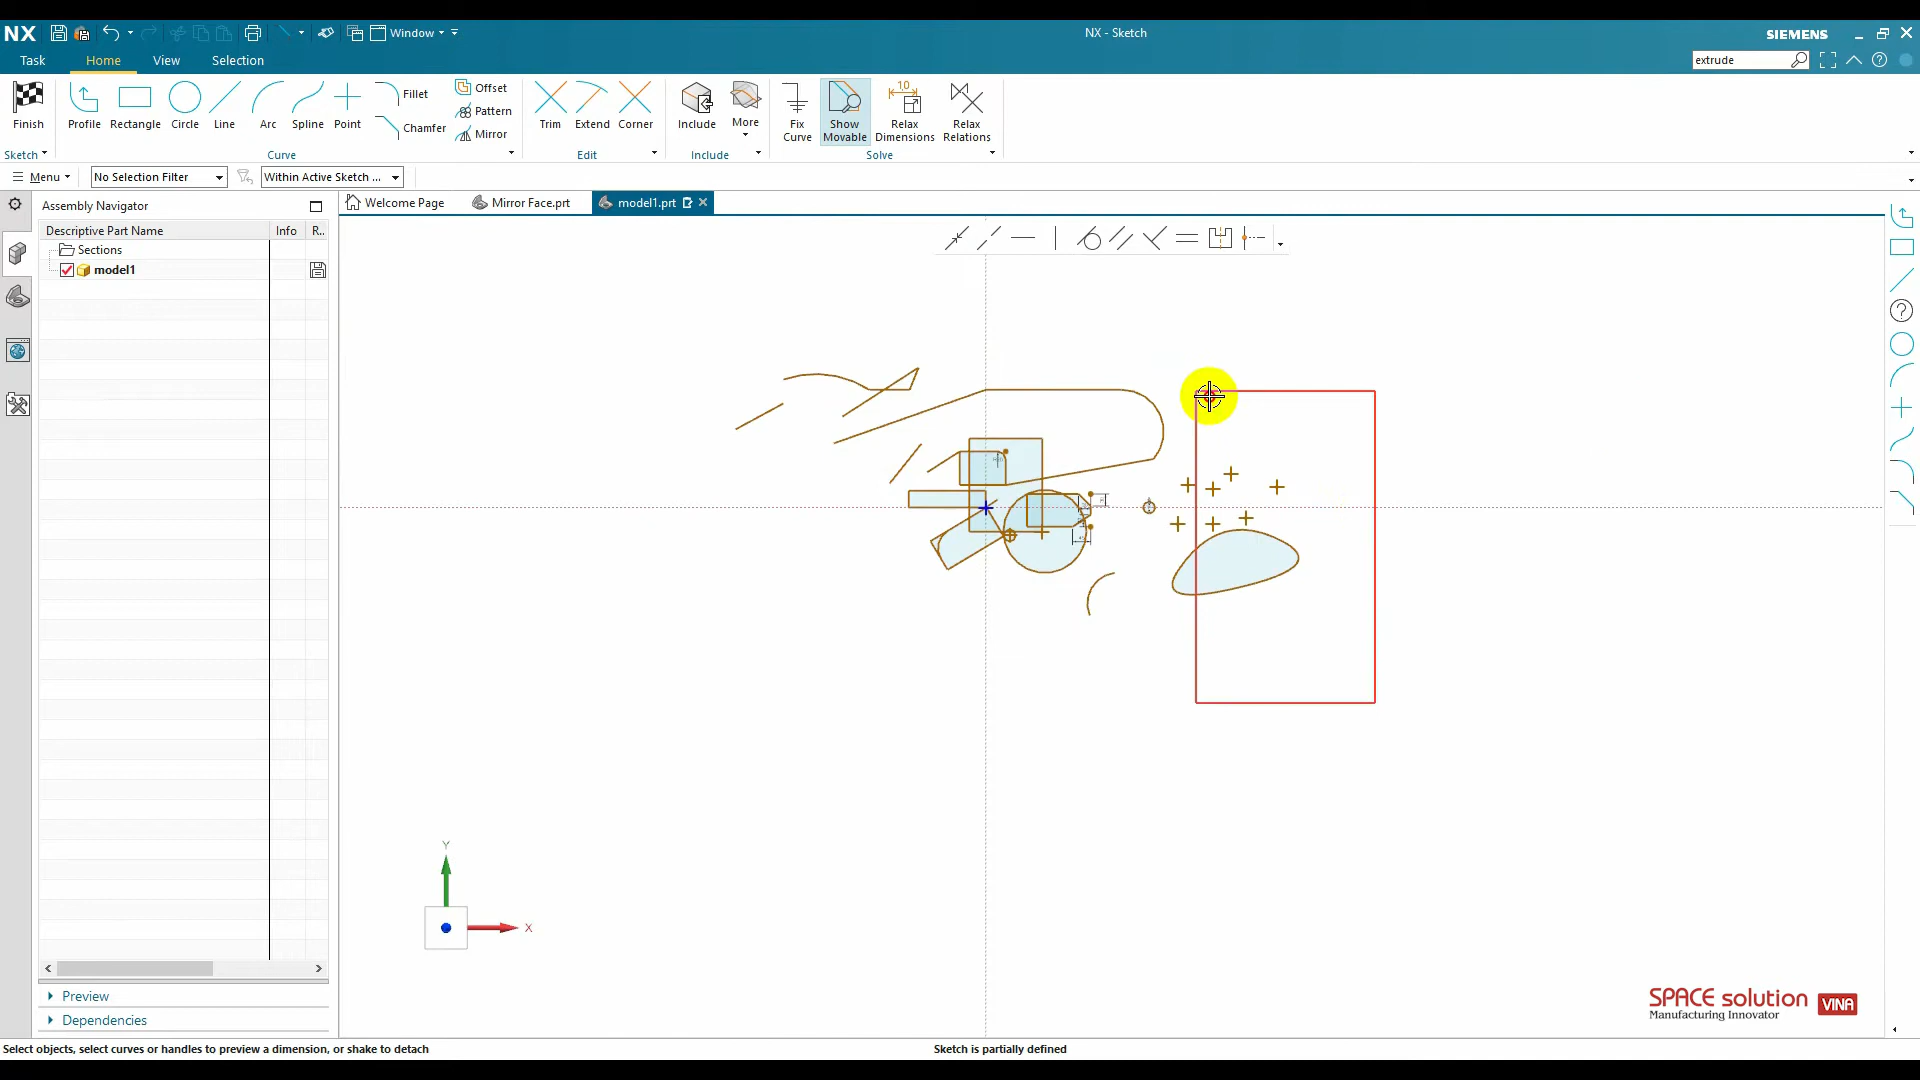 NX
Window
NX - Sketch
SIEMENS
Task
Home
View
Selection
extrude
Finish
Profile
Rectangle
Circle
Line
Arc
Spline
Point
Fillet
Chamfer
Offset
Pattern
Mirror
Trim
Extend
Corner
Include
More
Fix
Curve
Show
Movable
Relax
Dimensions
Relax
Relations
Sketch
Curve
Edit
Include
Solve
Menu
No Selection Filter
Within Active Sketch ...
Assembly Navigator
Welcome Page
Mirror Face.prt
model1.prt
Descriptive Part Name
Info
R..
Sections
model1
Y
X
Preview
Dependencies
SPACE solution VINA
Manufacturing Innovator
Select objects, select curves or handles to preview a dimension, or shake to detach
Sketch is partially defined